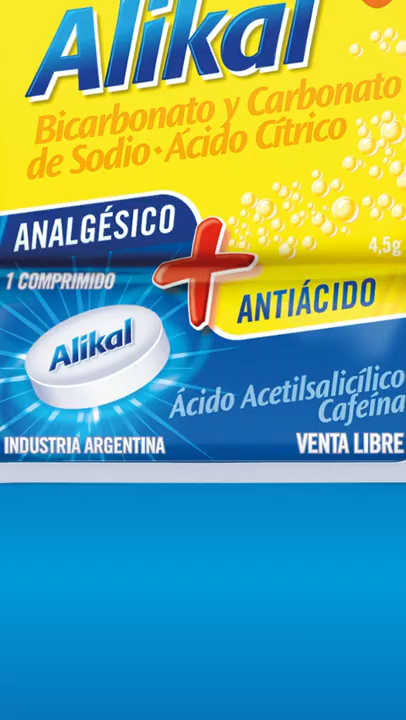 Alikal
Bicarbonato y Carbonato
de Sodio·Ácido Cítrico
ANALGÉSICO
4,5g
1 COMPRIMIDO
ANTIÁCIDO
Alikal
Ácido Acetilsalicílico
Cafeína
INDUSTRIA ARGENTINA
VENTA LIBRE